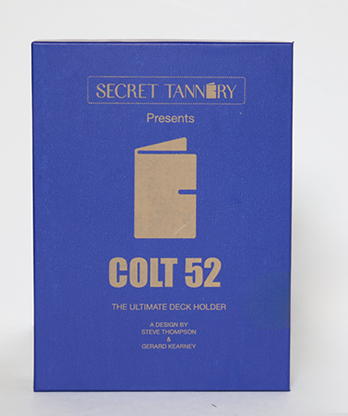 SECRET TANNERY
Presents
COLT 52
THE ULTIMATE DECK HOLDER
A DESIGN BY
STEVE THOMPSON
&
GERARD KEARNEY